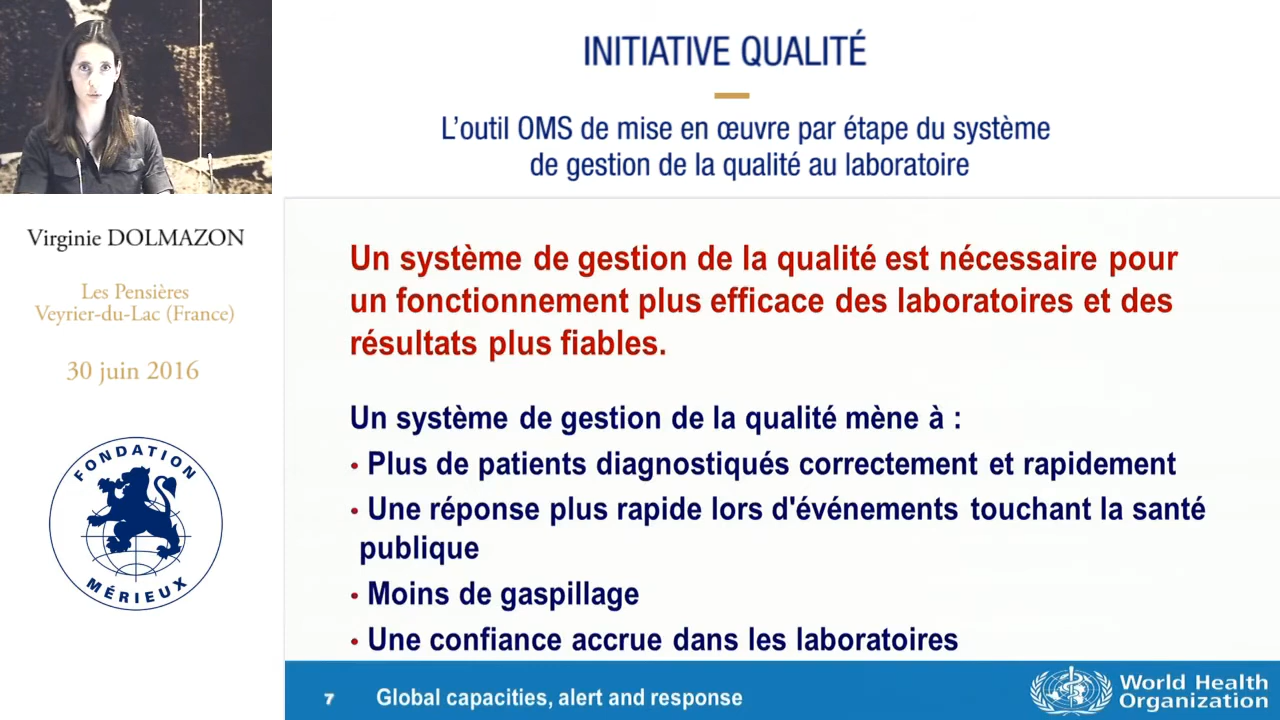 INITIATIVE QUALITÉ
L'outil OMS de mise en œuvre par étape du système
de gestion de la qualité au laboratoire
Virginie DOLMAZON
Les Pensières
Veyrier-du-Lac (France)
30 juin 2016
FONDATION
MÉRIEUX
Un système de gestion de la qualité est nécessaire pour
un fonctionnement plus efficace des laboratoires et des
résultats plus fiables.
Un système de gestion de la qualité mène à :
• Plus de patients diagnostiqués correctement et rapidement
• Une réponse plus rapide lors d'événements touchant la santé
publique
• Moins de gaspillage
• Une confiance accrue dans les laboratoires
7 Global capacities, alert and response
World Health
Organization